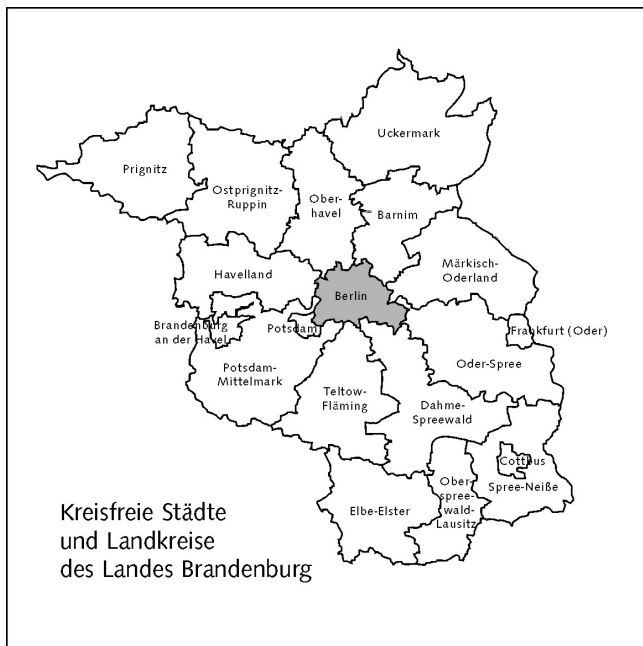 Uckermark
Prignitz
Ostprignitz-
Ruppin
Ober-
havel
Barnim
Havelland
Märkisch-
Oderland
Berlin
Brandenburg
an der Havel
Potsdam
Frankfurt (Oder)
Potsdam-
Mittelmark
Oder-Spree
Teltow-
Fläming
Dahme-
Spreewald
Cottbus
Spree-Neiße
Ober-
spree-
wald-
Lausitz
Elbe-Elster
Kreisfreie Städte
und Landkreise
des Landes Brandenburg